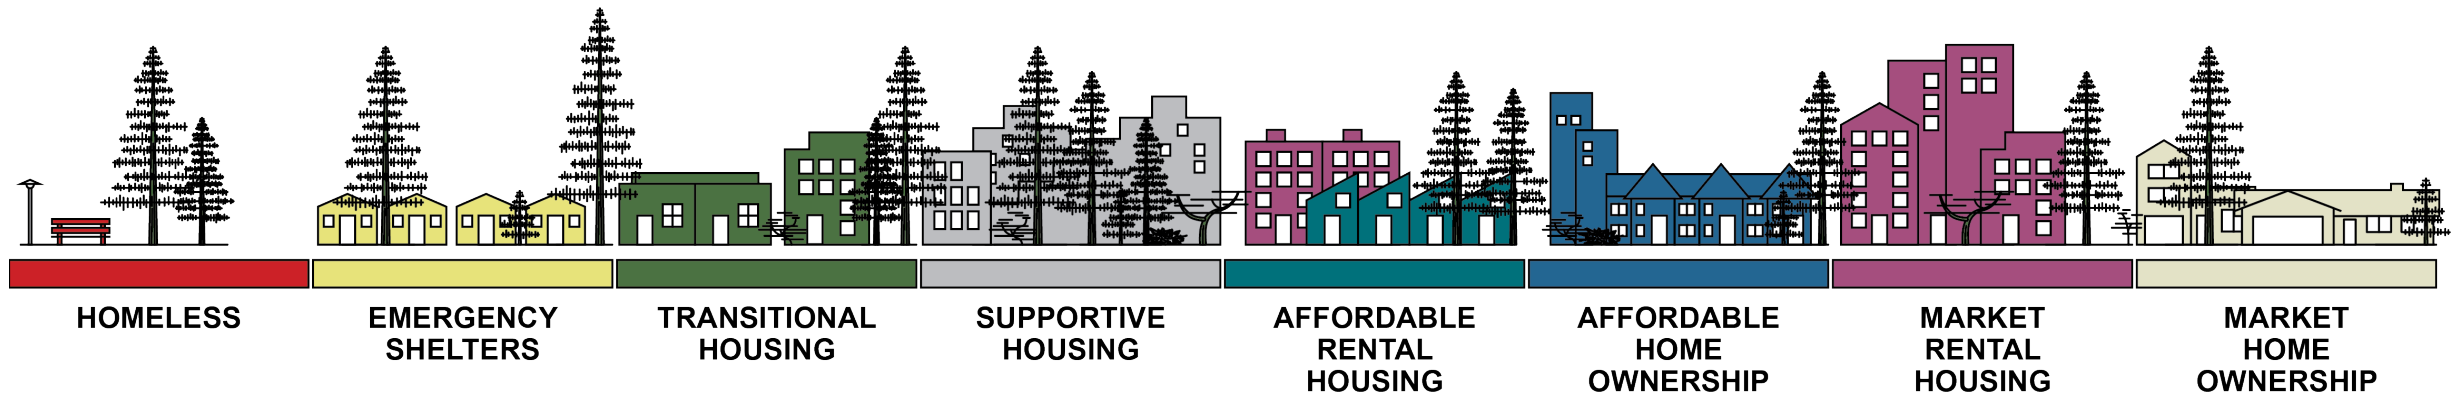 HOMELESS
EMERGENCY
SHELTERS
TRANSITIONAL
HOUSING
SUPPORTIVE
HOUSING
AFFORDABLE
RENTAL
HOUSING
AFFORDABLE
HOME
OWNERSHIP
MARKET
RENTAL
HOUSING
MARKET
HOME
OWNERSHIP